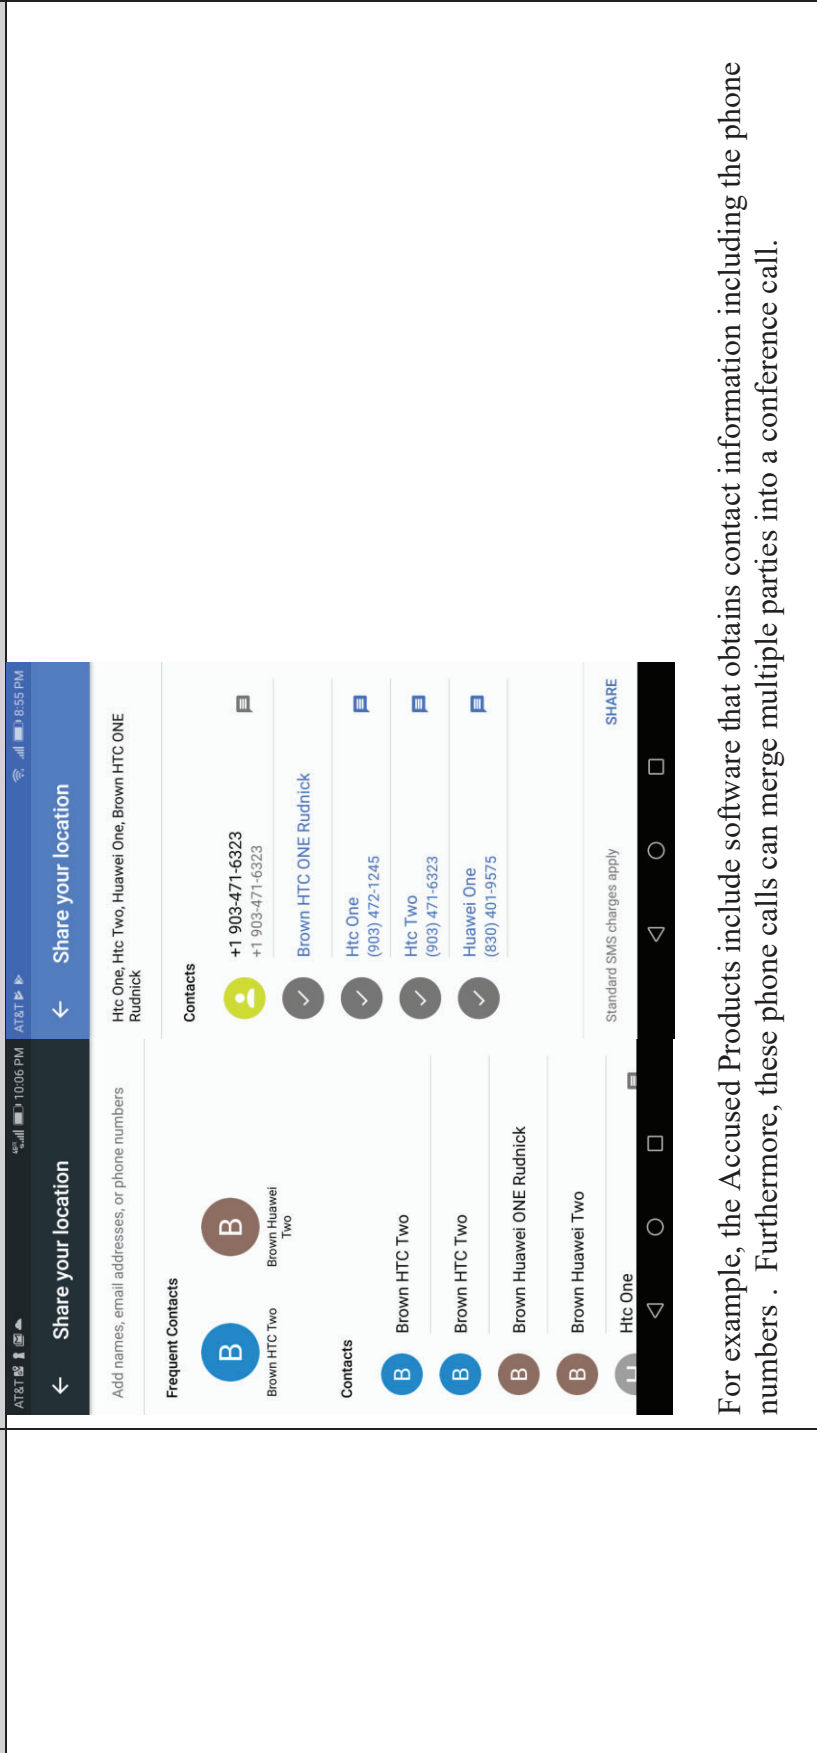 AT&T
10:06 PM
Share your location
Add names, email addresses, or phone numbers
Frequent Contacts
B
B
Brown HTC Two
Brown Huawei
Two
Contacts
B
Brown HTC Two
B
Brown HTC Two
B
Brown Huawei ONE Rudnick
B
Brown Huawei Two
Htc One
AT&T
8:55 PM
Share your location
Htc One, Htc Two, Huawei One, Brown HTC ONE
Rudnick
Contacts
+1 903-471-6323
+1 903-471-6323
Brown HTC ONE Rudnick
Htc One
(903) 472-1245
Htc Two
(903) 471-6323
Huawei One
(830) 401-9575
Standard SMS charges apply
SHARE
For example, the Accused Products include software that obtains contact information including the phone
numbers . Furthermore, these phone calls can merge multiple parties into a conference call.